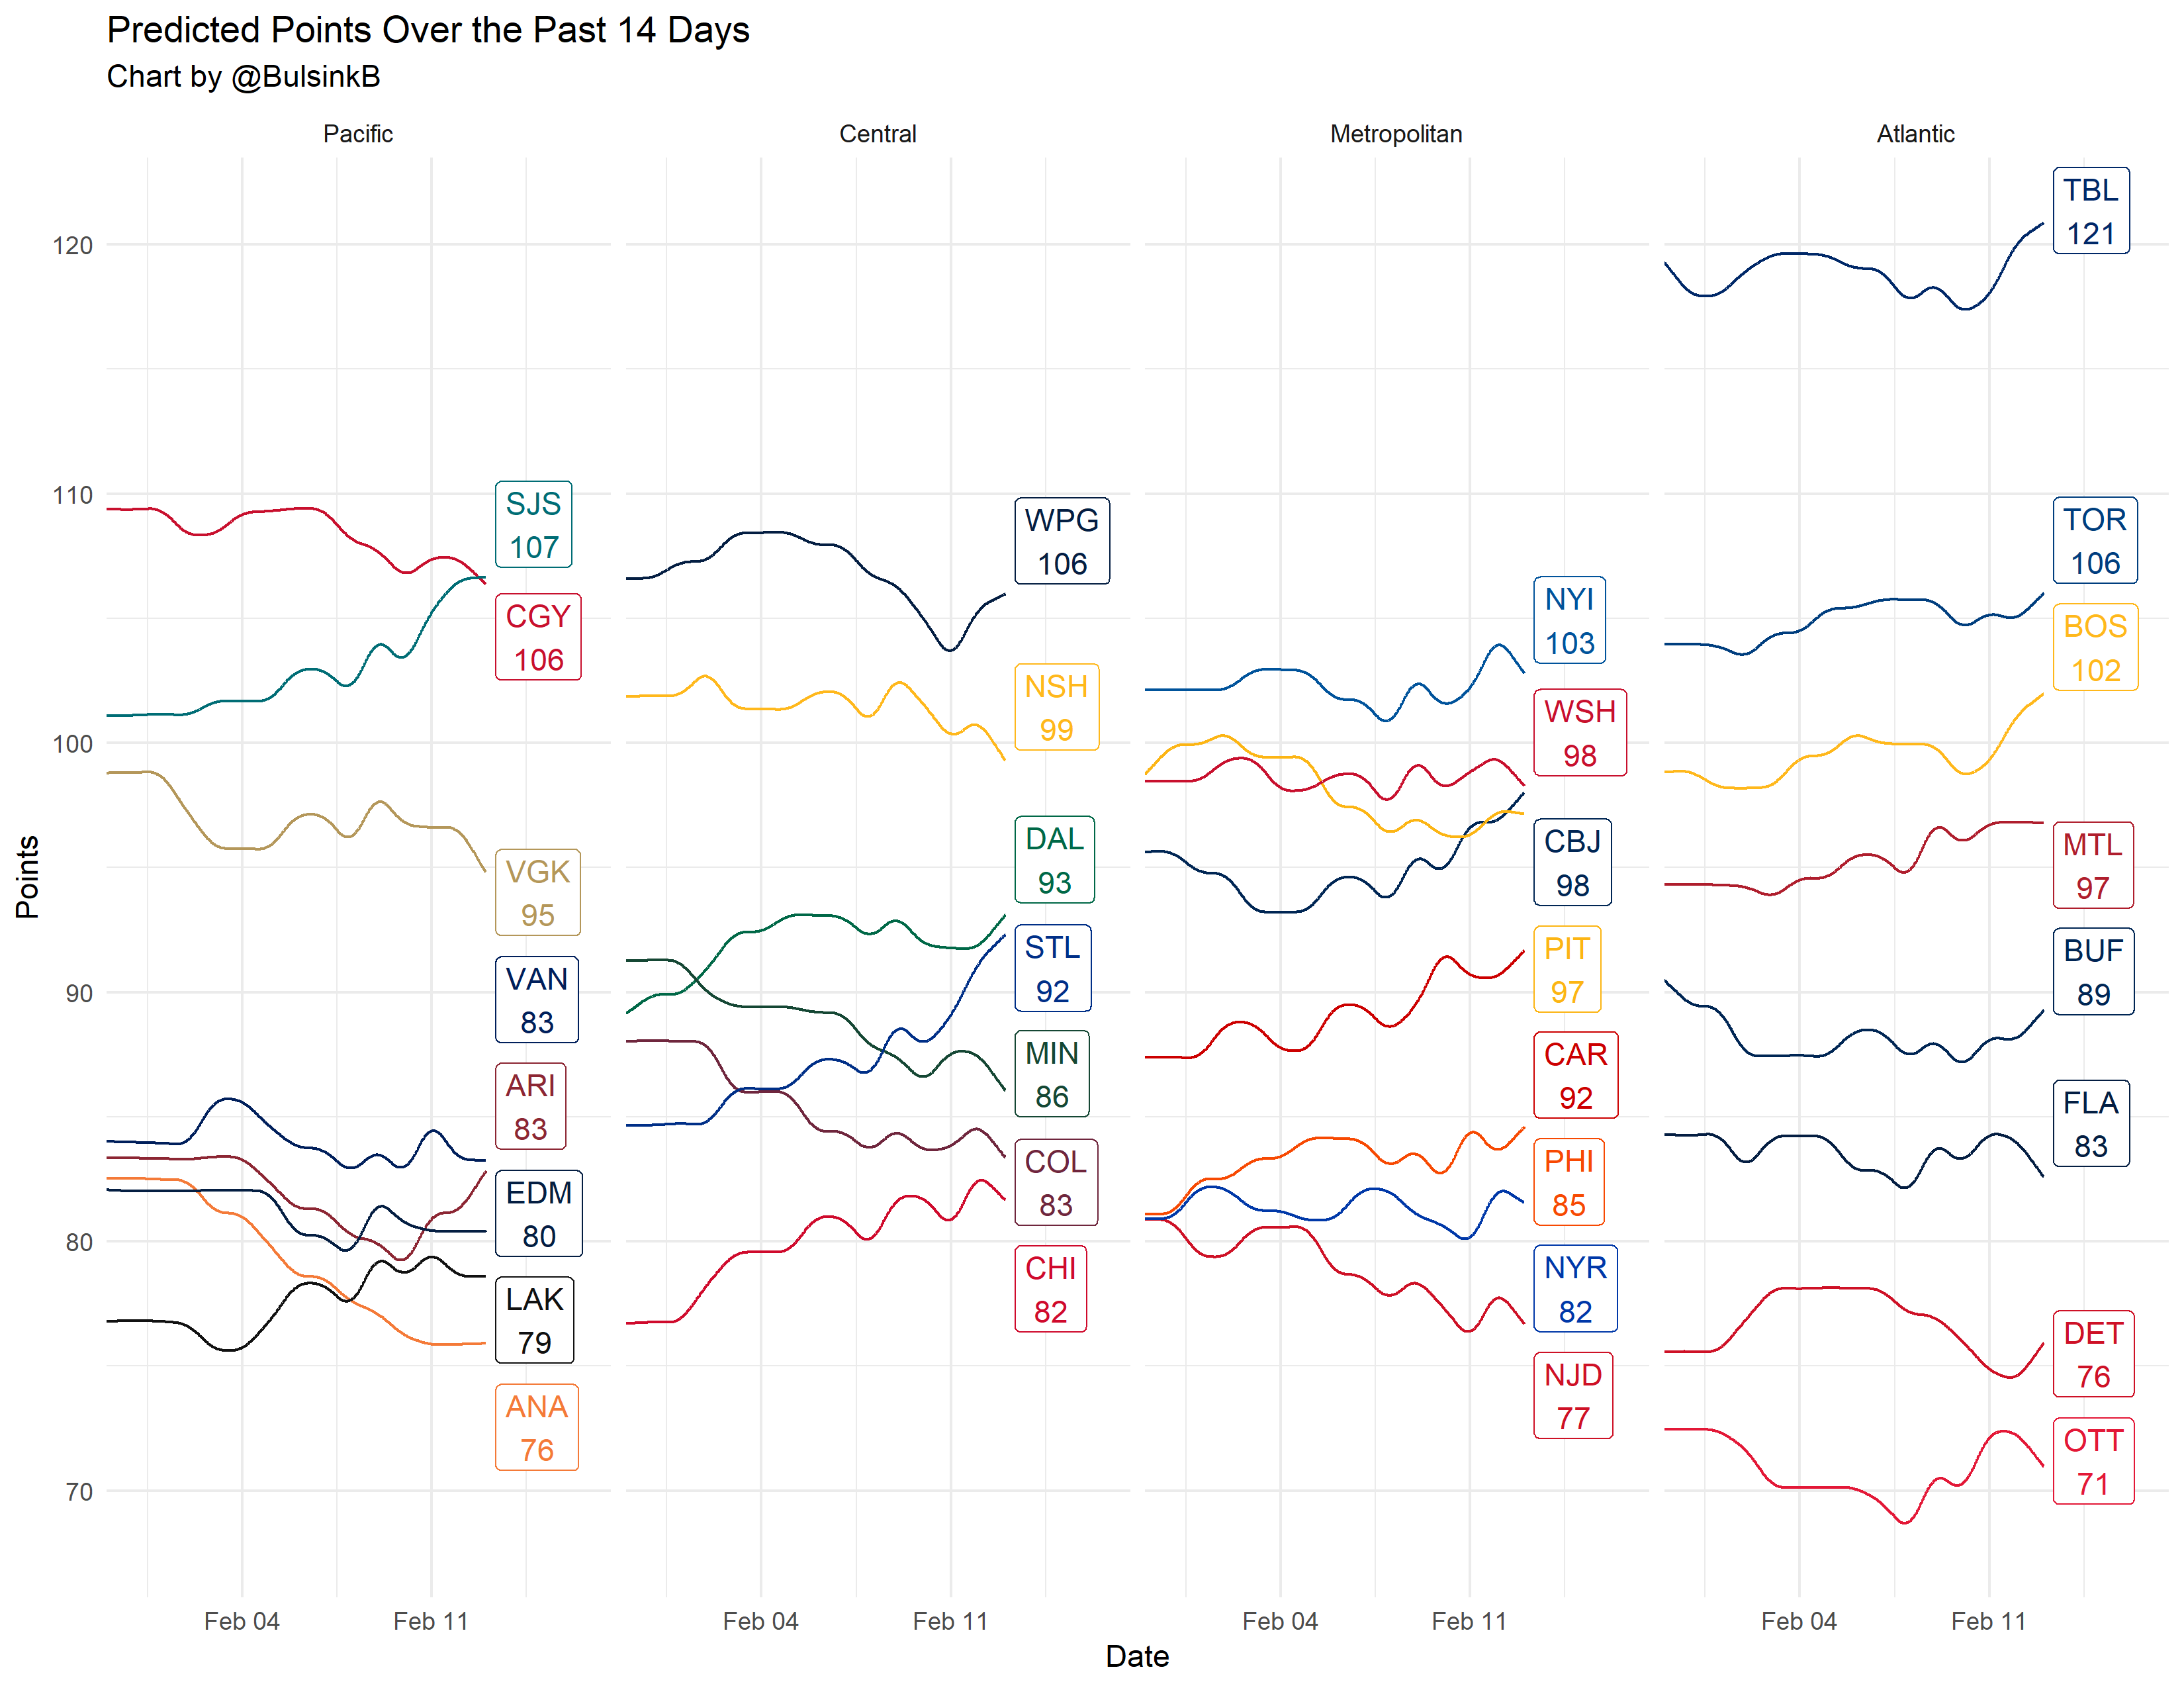 Predicted Points Over the Past 14 Days
Chart by @BulsinkB
Pacific
Central
Metropolitan
Atlantic
Points
120
110
100
90
80
70
SJS
107
CGY
106
VGK
95
VAN
83
ARI
83
EDM
80
LAK
79
ANA
76
WPG
106
NSH
99
DAL
93
STL
92
MIN
86
COL
83
CHI
82
NYI
103
WSH
98
CBJ
98
PIT
97
CAR
92
PHI
85
NYR
82
NJD
77
TBL
121
TOR
106
BOS
102
MTL
97
BUF
89
FLA
83
DET
76
OTT
71
Feb 04
Feb 11
Feb 04
Feb 11
Feb 04
Feb 11
Feb 04
Feb 11
Date